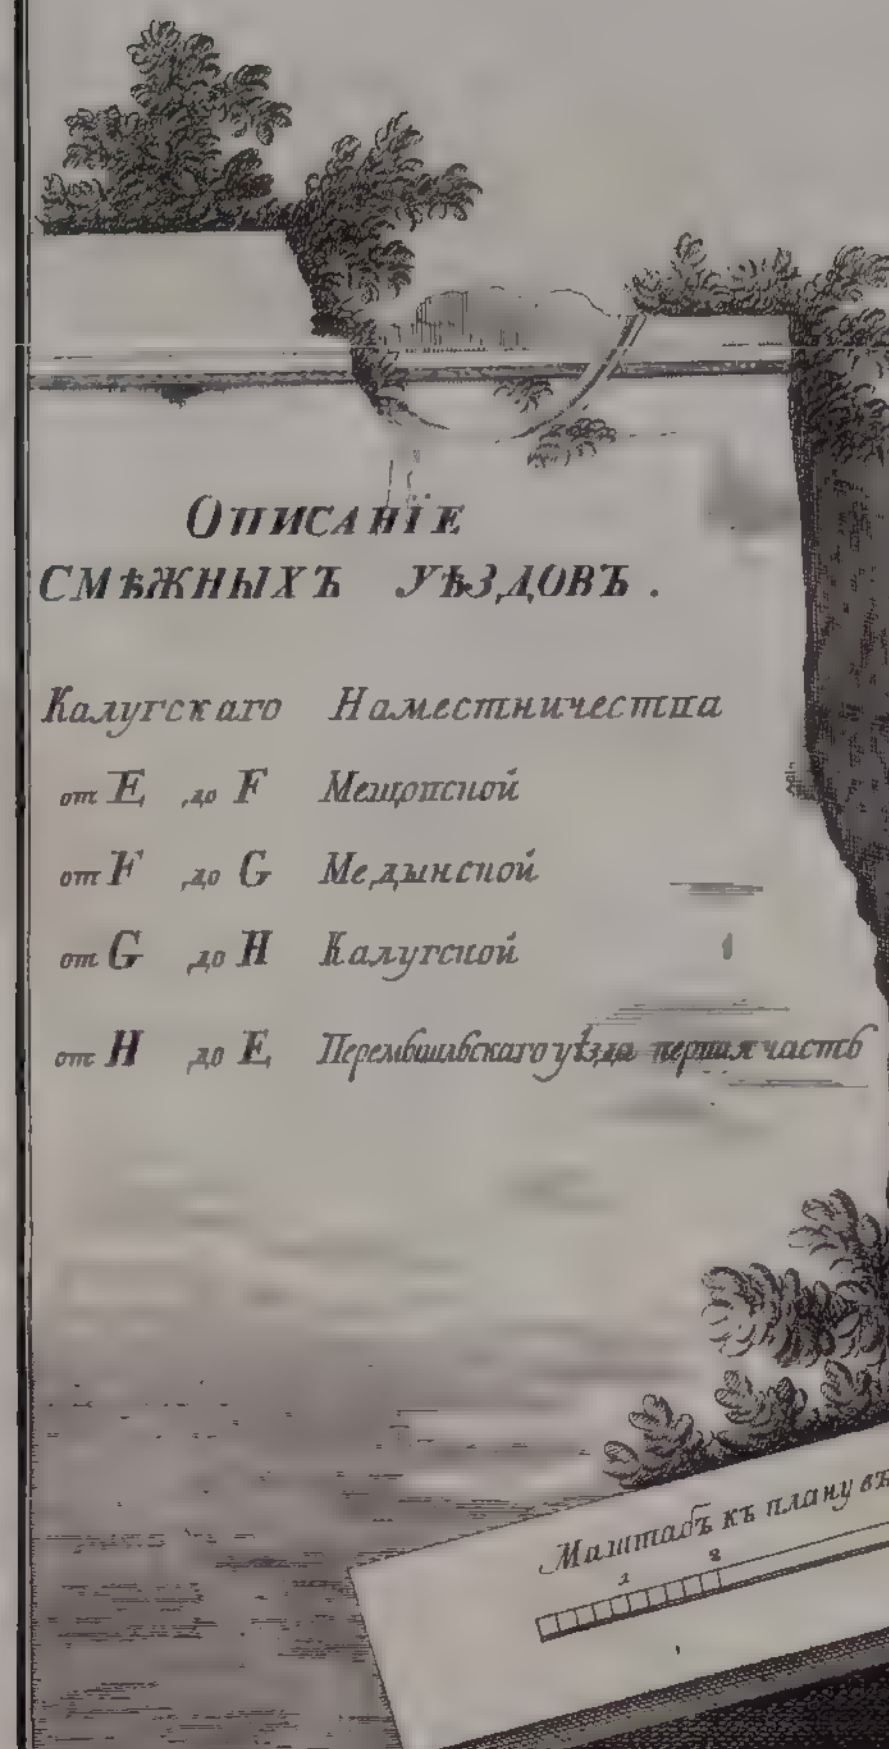 Описанїе
смѣжныхъ уѣздовъ.
Калугскаго Наместничества
от E до F Мещовской
от F до G Медынской
от G до H Калугской
от H до E Перемышльскаго уѣзда первая часть
Маштабъ къ плану въ
1 2